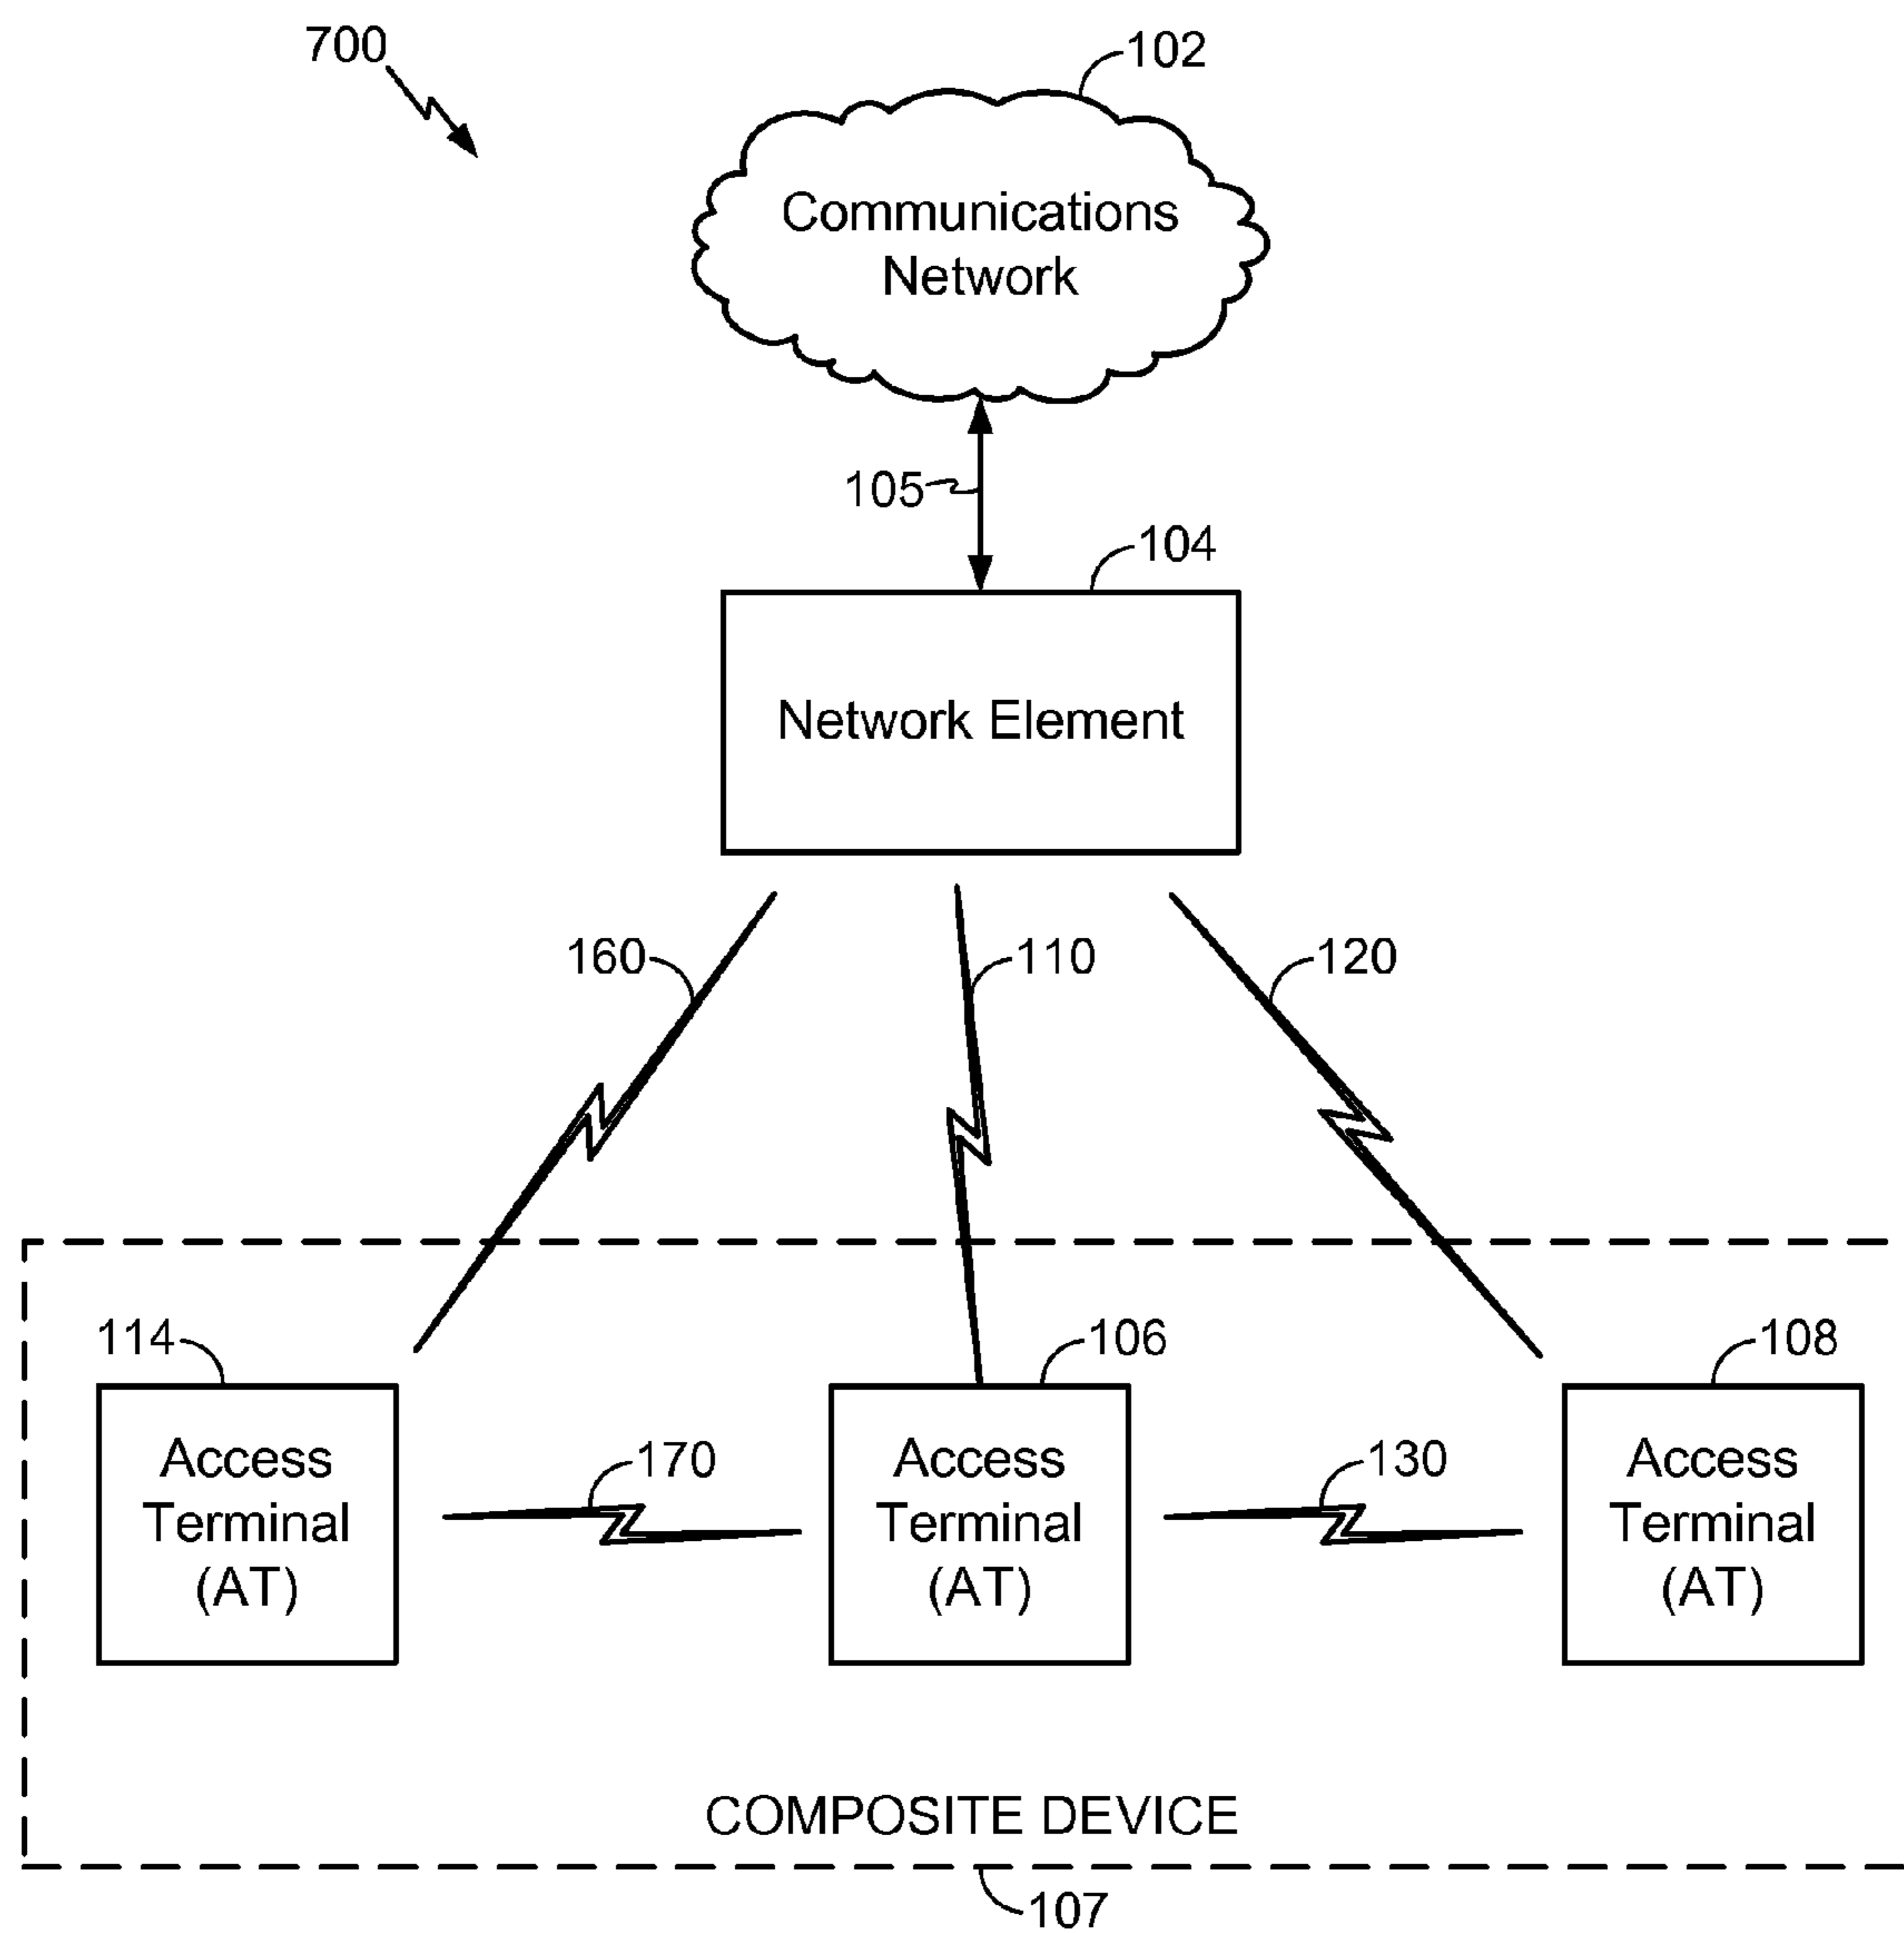 700
102
Communications
Network
105
104
Network Element
160
110
120
114
106
108
Access
Terminal
(AT)
170
Access
Terminal
(AT)
130
Access
Terminal
(AT)
COMPOSITE DEVICE
107